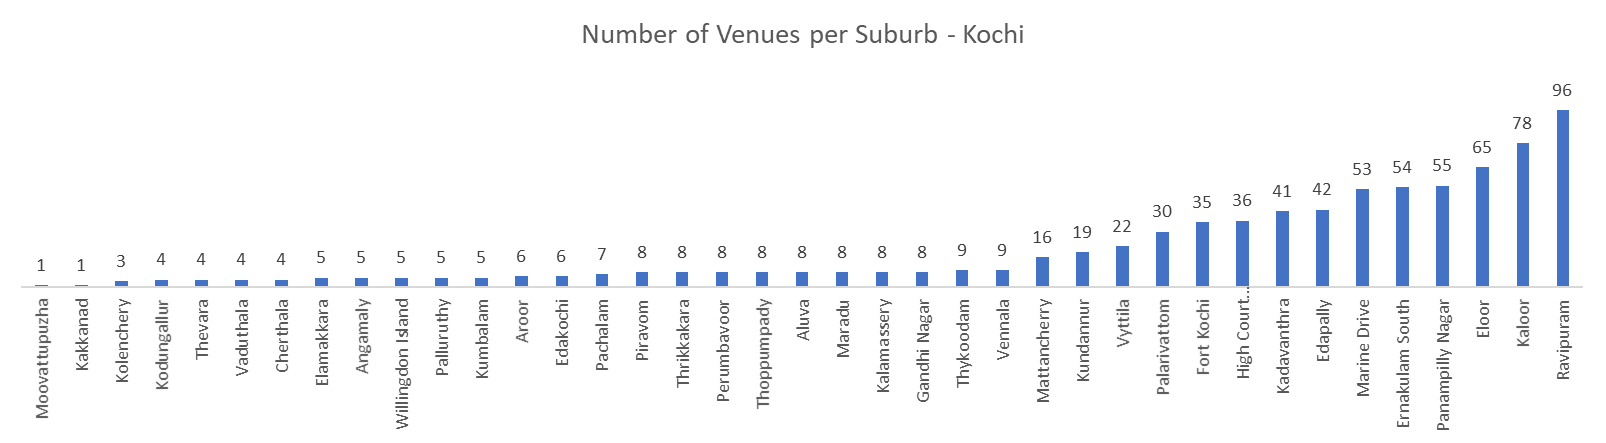 Number of Venues per Suburb - Kochi
1
1
3
4
4
4
4
5
5
5
5
5
6
6
7
8
8
8
8
8
8
8
8
9
9
16
19
22
30
35
36
41
42
53
54
55
65
78
96
Moovattupuzha
Kakkanad
Kolenchery
Kodungallur
Thevara
Vaduthala
Cherthala
Elamakkara
Angamaly
Willingdon Island
Palluruthy
Kumbalam
Aroor
Edakochi
Pachalam
Piravom
Thrikkakara
Perumbavoor
Thoppumpady
Aluva
Maradu
Kalamassery
Gandhi Nagar
Thykoodam
Vennala
Mattancherry
Kundannur
Vyttila
Palarivattom
Fort Kochi
High Court...
Kadavanthra
Edapally
Marine Drive
Ernakulam South
Panampilly Nagar
Eloor
Kaloor
Ravipuram